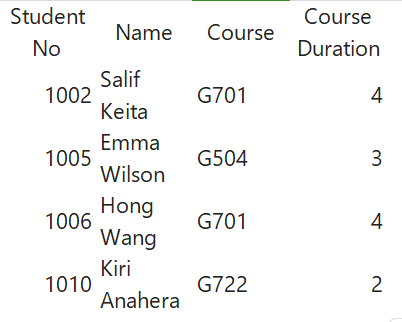 Student No Name Course Course Duration
1002 Salif Keita G701 4
1005 Emma Wilson G504 3
1006 Hong Wang G701 4
1010 Kiri Anahera G722 2